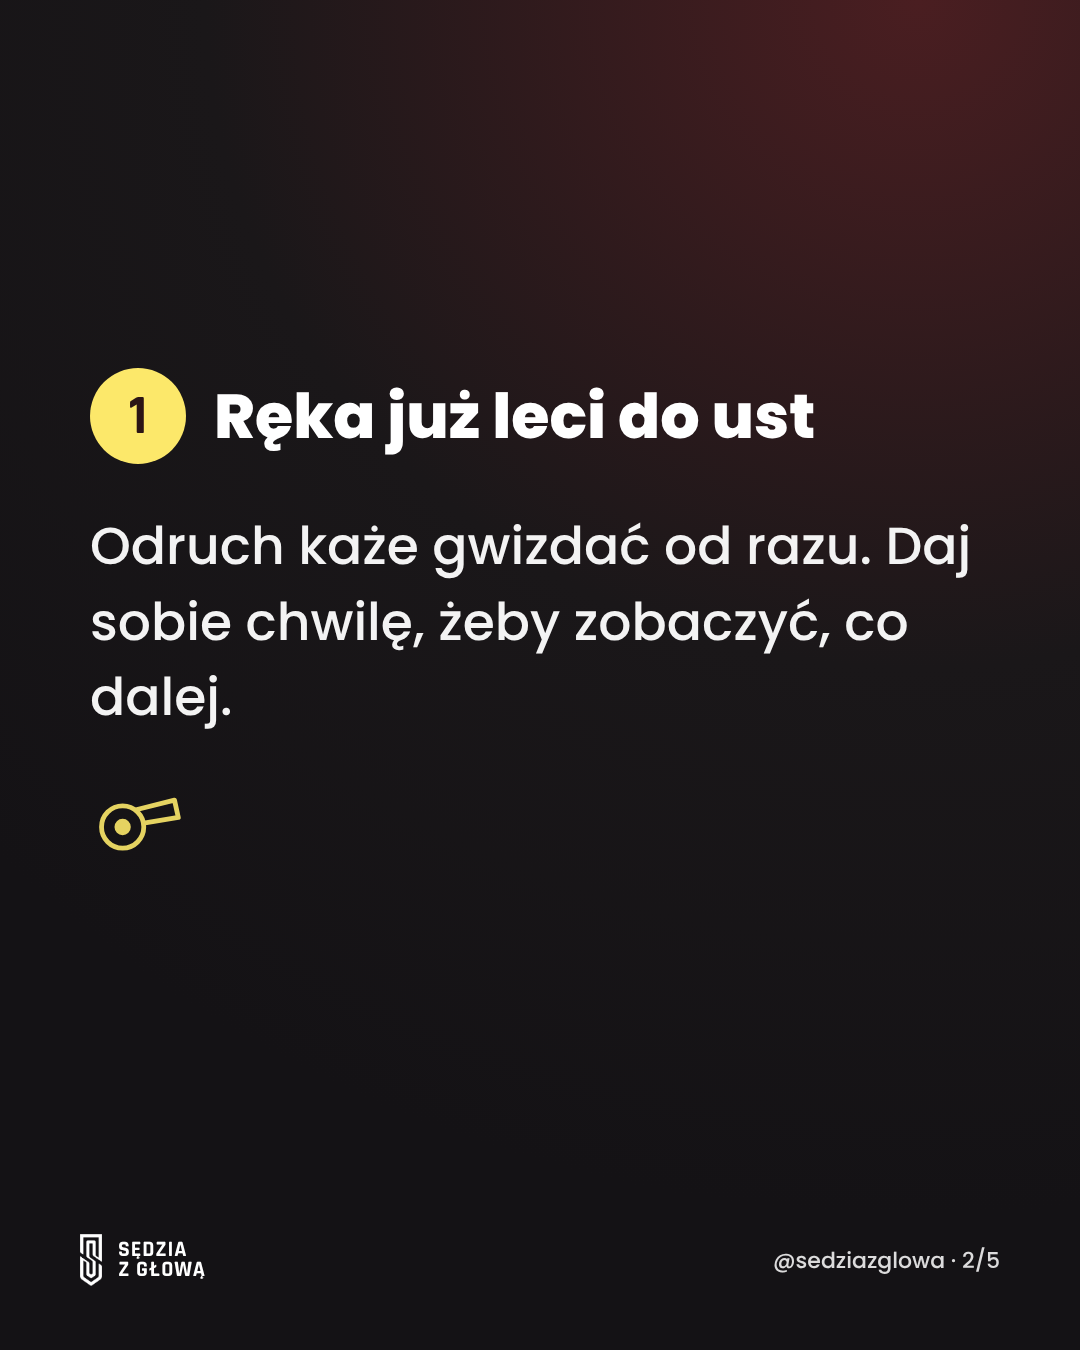 1
Ręka już leci do ust
Odruch każe gwizdać od razu. Daj
sobie chwilę, żeby zobaczyć, co
dalej.
SĘDZIA
Z GŁOWĄ
@sedziazglowa · 2/5